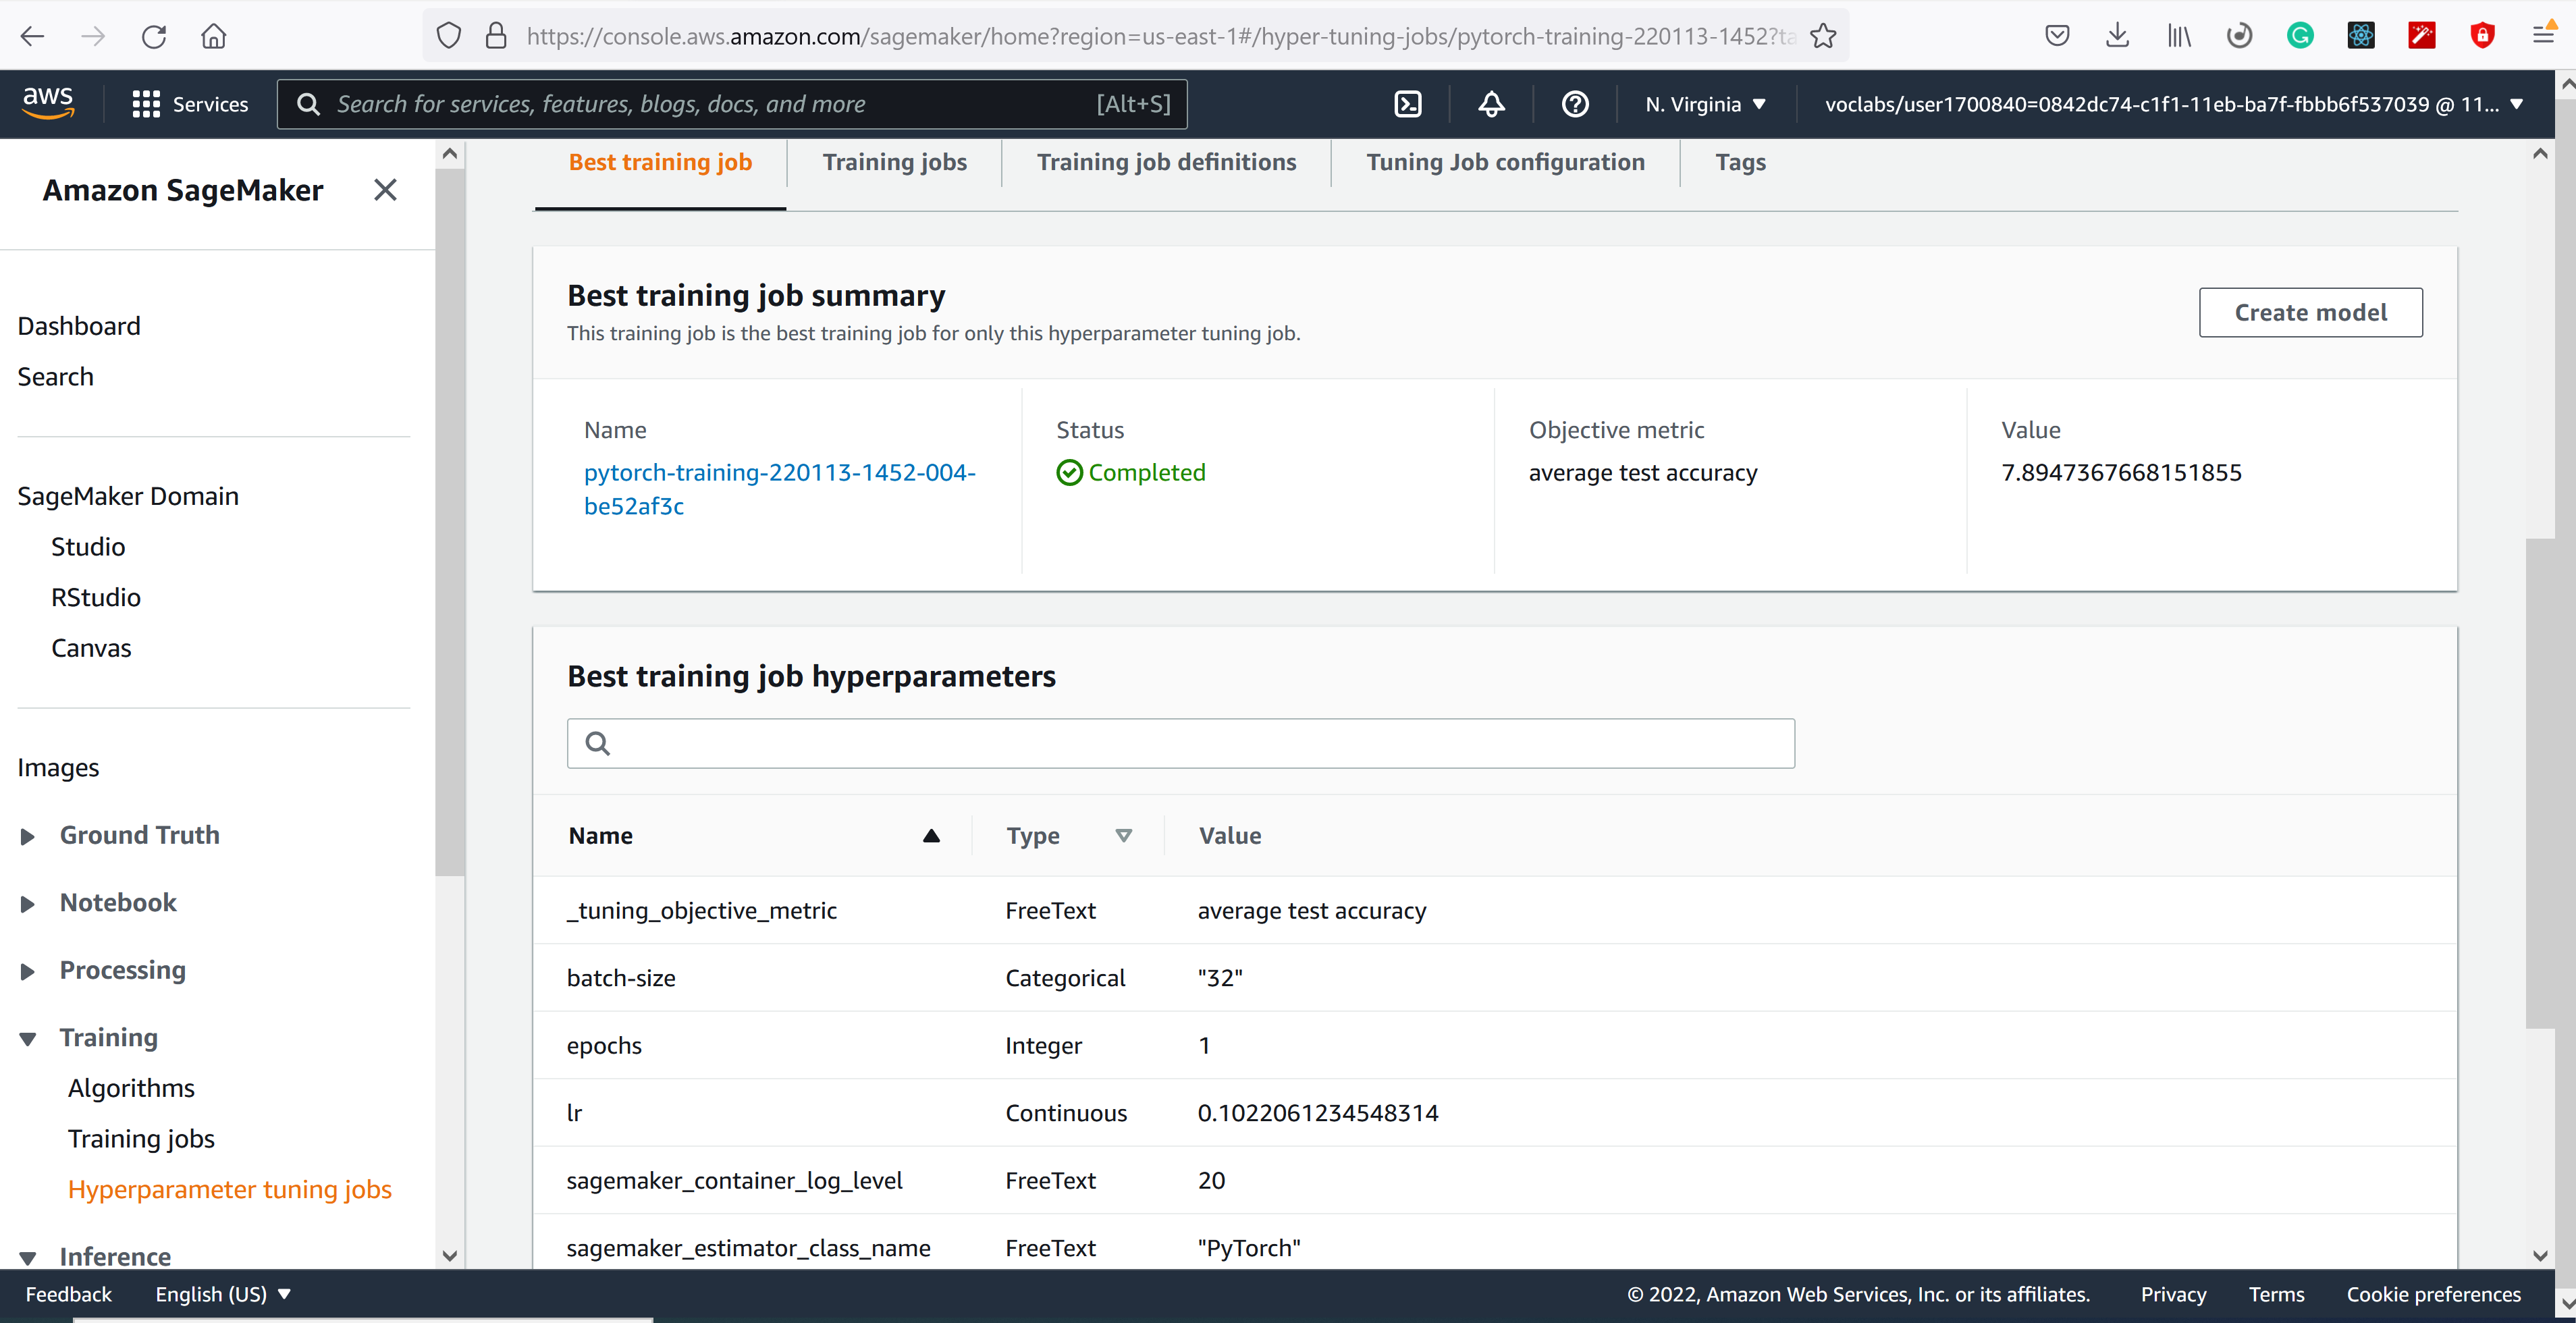 https://console.aws.amazon.com/sagemaker/home?region=us-east-1#/hyper-tuning-jobs/pytorch-training-220113-1452?ta
aws
Services
Search for services, features, blogs, docs, and more
[Alt+S]
N. Virginia
voclabs/user1700840=0842dc74-c1f1-11eb-ba7f-fbbb6f537039 @ 11...
Amazon SageMaker
Dashboard
Search
SageMaker Domain
Studio
RStudio
Canvas
Images
Ground Truth
Notebook
Processing
Training
Algorithms
Training jobs
Hyperparameter tuning jobs
Inference
Best training job
Training jobs
Training job definitions
Tuning Job configuration
Tags
Best training job summary
This training job is the best training job for only this hyperparameter tuning job.
Create model
Name
pytorch-training-220113-1452-004-
be52af3c
Status
Completed
Objective metric
average test accuracy
Value
7.8947367668151855
Best training job hyperparameters
Name Type Value
_tuning_objective_metric FreeText average test accuracy
batch-size Categorical "32"
epochs Integer 1
lr Continuous 0.1022061234548314
sagemaker_container_log_level FreeText 20
sagemaker_estimator_class_name FreeText "PyTorch"
Feedback
English (US)
© 2022, Amazon Web Services, Inc. or its affiliates.
Privacy
Terms
Cookie preferences